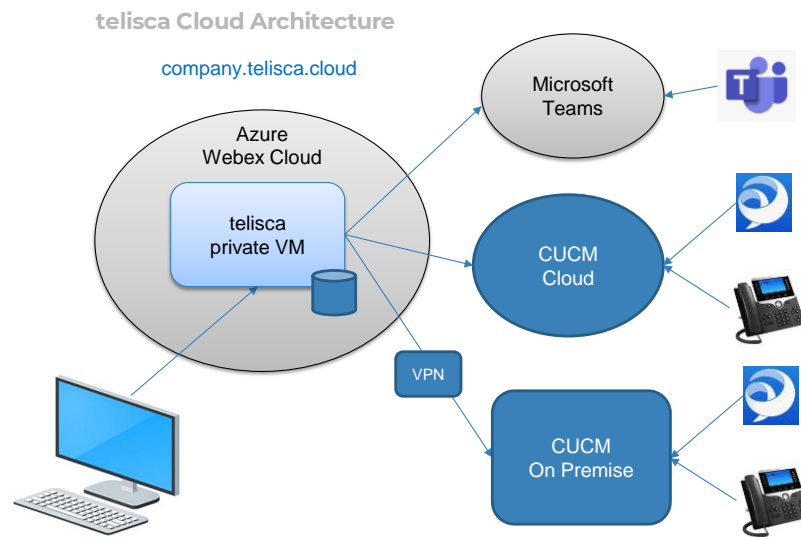 telisca Cloud Architecture
company.telisca.cloud
Azure
Webex Cloud
telisca
private VM
Microsoft
Teams
T
CUCM
Cloud
VPN
CUCM
On Premise